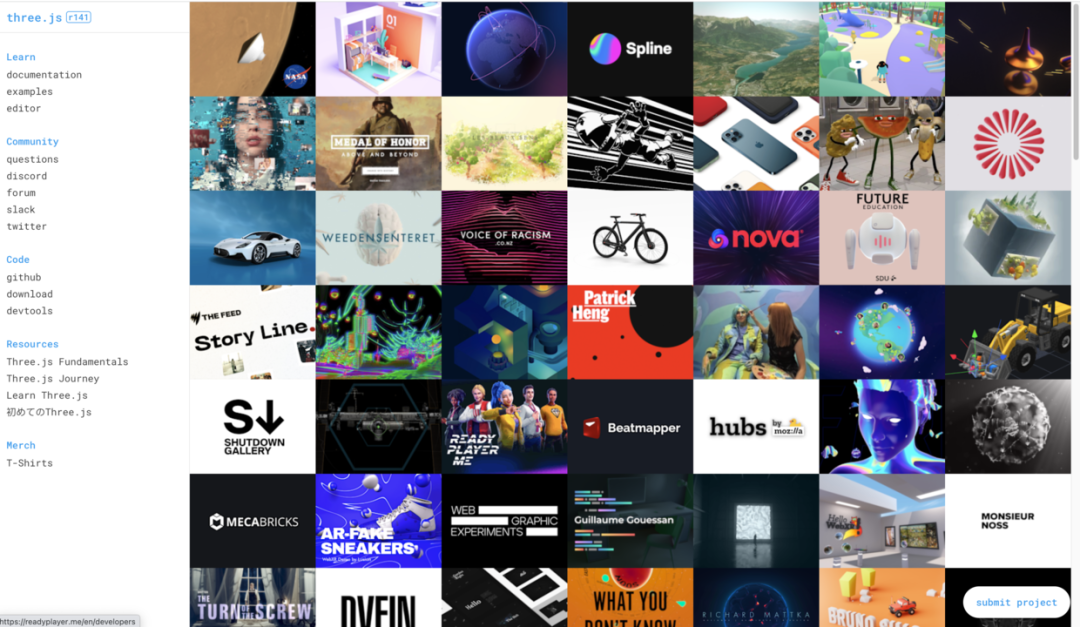 three.js r141
Learn
documentation
examples
editor
Community
questions
discord
forum
slack
twitter
Code
github
download
devtools
Resources
Three.js Fundamentals
Three.js Journey
Learn Three.js
初めてのThree.js
Merch
T-Shirts
01
NASA
Spline
MEDAL OF HONOR
ABOVE AND BEYOND
WEEDENSENTERET
VOICE OF RACISM
.CO.NZ
nova
FUTURE
EDUCATION
SDU
THE FEED
Story Line.
Patrick
Heng
S↓
SHUTDOWN
GALLERY
READY
PLAYER
ME
Beatmapper
hubs by
moz://a
MECABRICKS
AR-FAKE
SNEAKERS
WEB
GRAPHIC
EXPERIMENTS
Guillaume Gouessan
MONSIEUR
NOSS
THE
TURN OF THE SCREW
DVEIN
Hello
WHAT YOU
DON'T KNOW
RICHARD MATTKA
BRUNO
submit project
https://readyplayer.me/en/developers